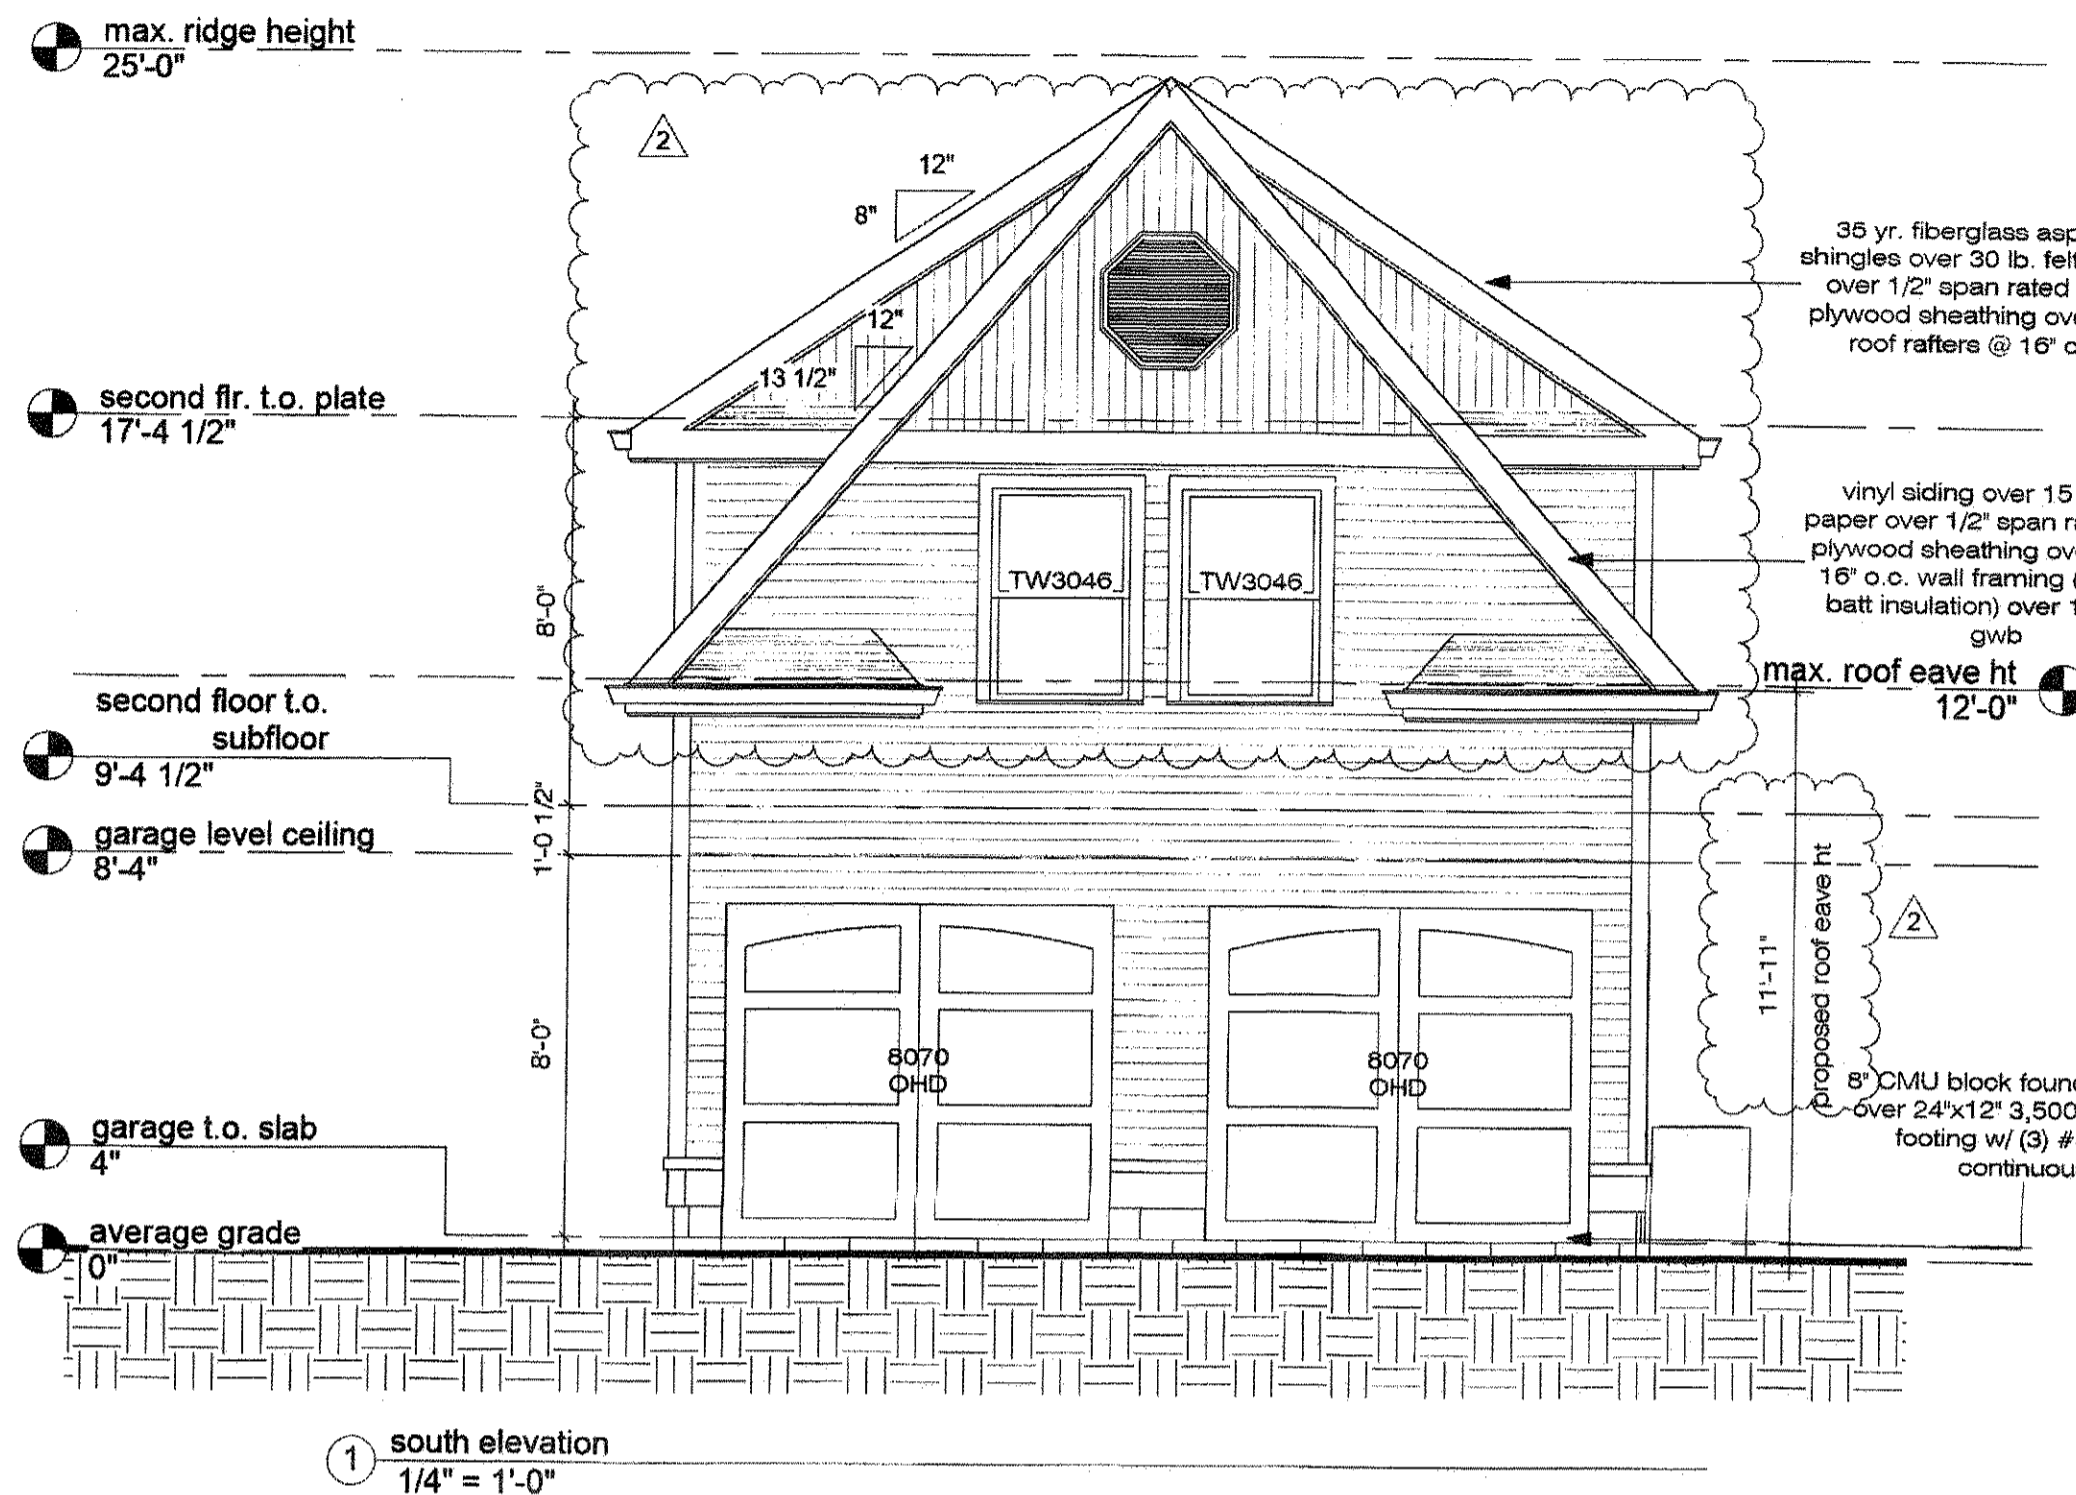 max. ridge height
25'-0"
2
12"
8"
35 yr. fiberglass asp
shingles over 30 lb. felt
over 1/2" span rated
plywood sheathing ov
roof rafters @ 16"
12"
13 1/2"
second flr. t.o. plate
17'-4 1/2"
vinyl siding over 15
paper over 1/2" span ra
plywood sheathing ov
16" o.c. wall framing
batt insulation) over
gwb
TW3046
TW3046
8'-0"
max. roof eave ht
12'-0"
second floor t.o.
subfloor
9'-4 1/2"
1'-0 1/2"
garage level ceiling
8'-4"
2
11'-11"
proposed roof eave ht
8'-0"
8070
OHD
8070
OHD
8" CMU block found
over 24"x12" 3,500
footing w/ (3) #
continuou
garage t.o. slab
4"
average grade
0"
1
south elevation
1/4" = 1'-0"